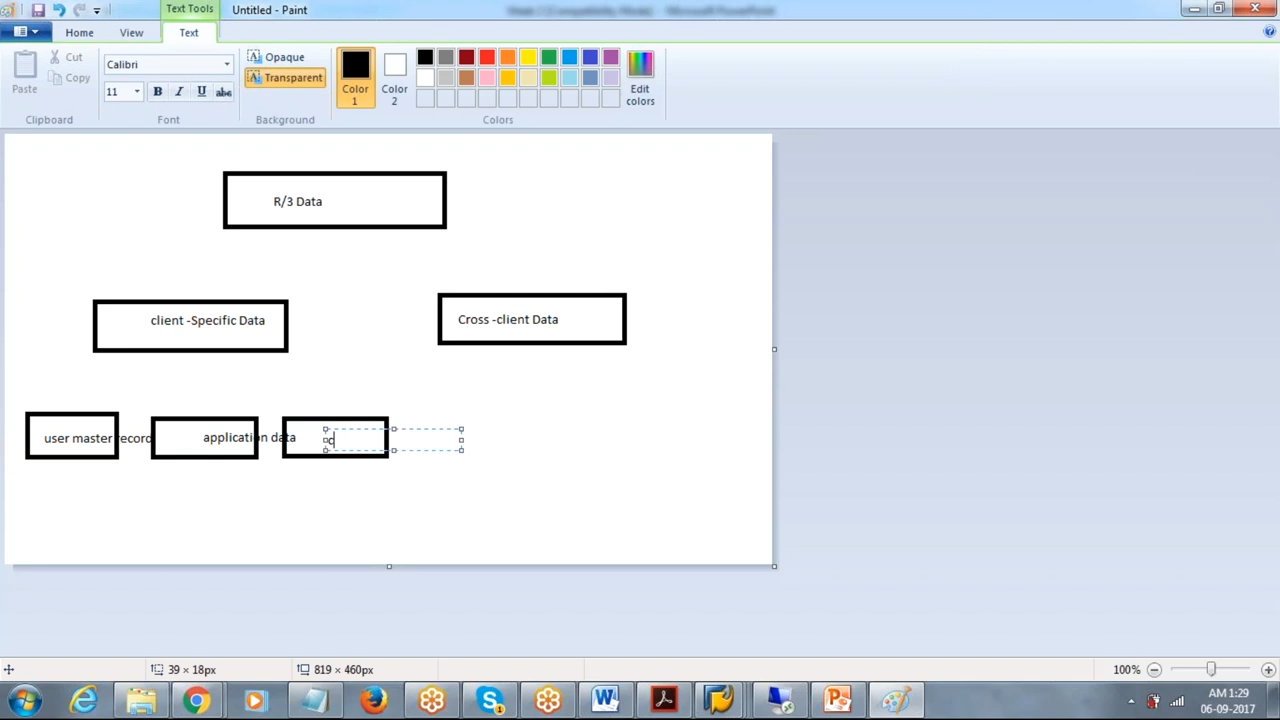 Text Tools
Untitled - Paint
Home
View
Text
Paste
Cut
Copy
Clipboard
Calibri
11
B I U abc
Font
Opaque
Transparent
Background
Color 1
Color 2
Edit colors
Colors
R/3 Data
client -Specific Data
Cross -client Data
user master record
application data
c
39 × 18px
819 × 460px
100%
AM 1:29
06-09-2017